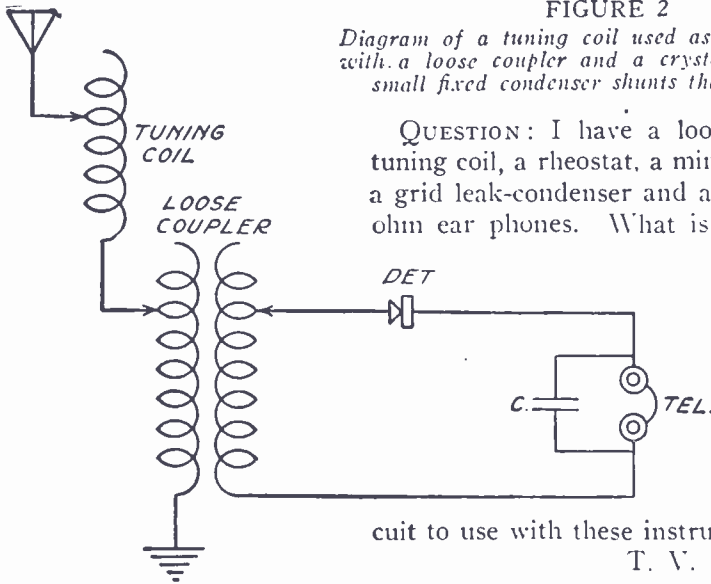 FIGURE 2
Diagram of a tuning coil used as
with a loose coupler and a cryst
small fixed condenser shunts the
QUESTION: I have a loo
tuning coil, a rheostat, a min
a grid leak-condenser and a
ohm ear phones. What is
TUNING
COIL
LOOSE
COUPLER
DET
C.
TEL.
cuit to use with these instru
T. V.